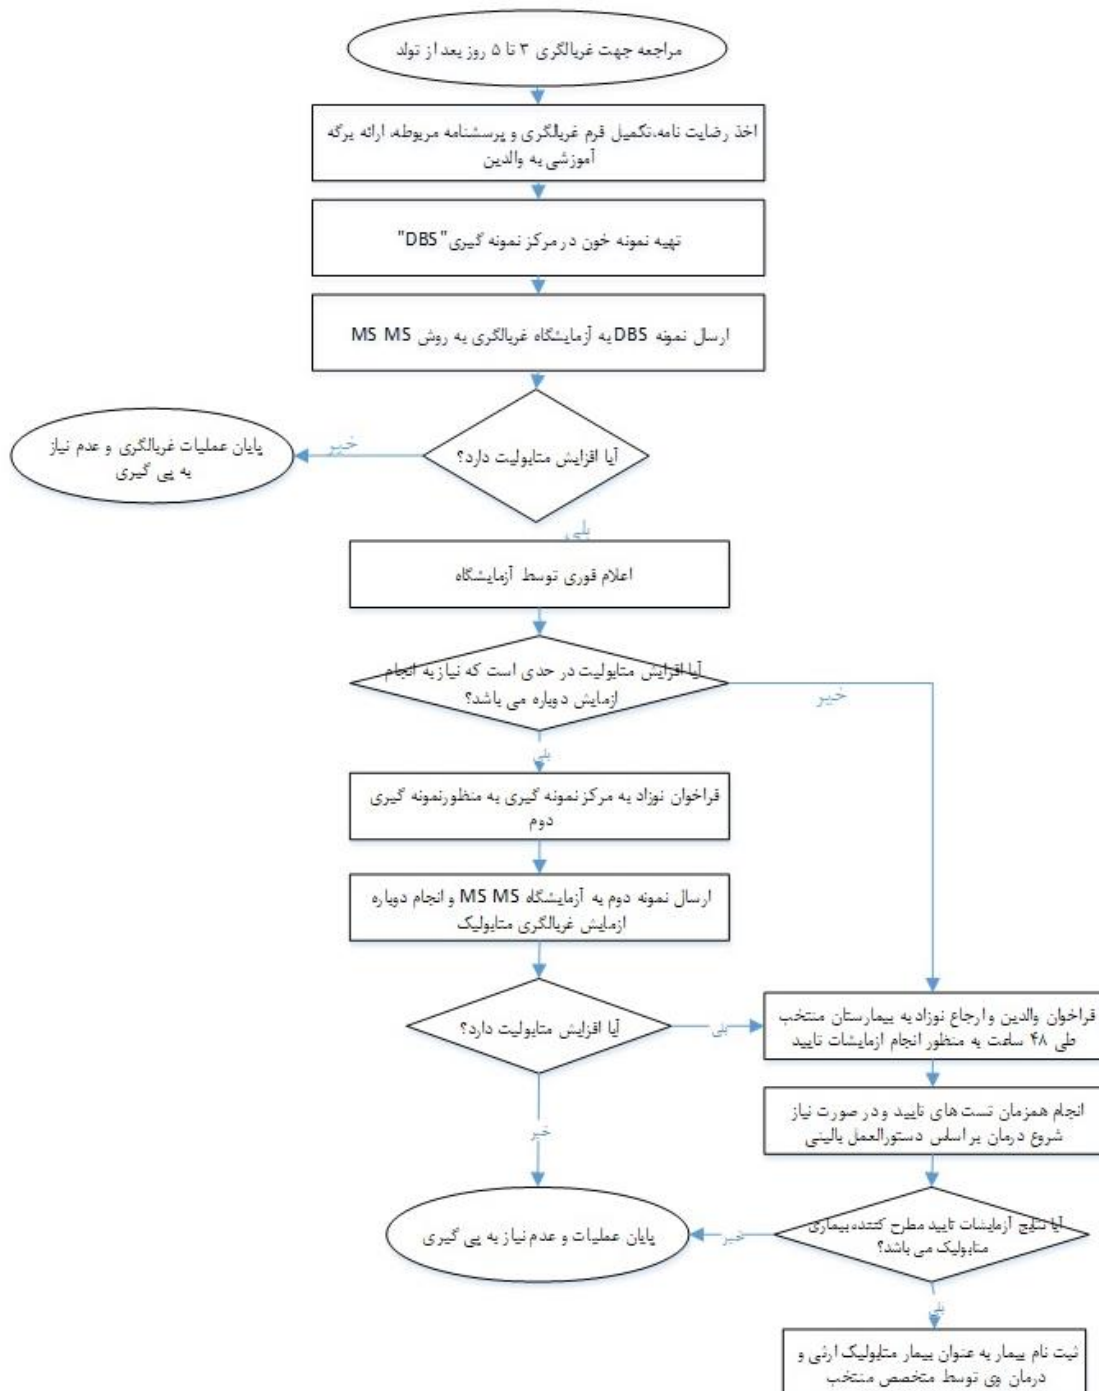 مراجعه جهت غربالگری ۳ تا ۵ روز بعد از تولد
اخذ رضایت نامه،تکمیل فرم غربالگری و پرسشنامه مربوطه، ارائه برگه
آموزشی به والدین
تهیه نمونه خون در مرکز نمونه گیری"DBS"
ارسال نمونه DBS به آزمایشگاه غربالگری به روش MS MS
آیا افزایش متابولیت دارد؟
خیر
پایان عملیات غربالگری و عدم نیاز
به پی گیری
بلی
اعلام فوری توسط آزمایشگاه
آیا افزایش متابولیت در حدی است که نیاز به انجام
ازمایش دوباره می باشد؟
خیر
بلی
فراخوان نوزاد به مرکز نمونه گیری به منظورنمونه گیری
دوم
ارسال نمونه دوم به آزمایشگاه MS MS و انجام دوباره
ازمایش غربالگری متابولیک
آیا افزایش متابولیت دارد؟
بلی
فراخوان والدین و ارجاع نوزاد به بیمارستان منتخب
طی ۴۸ ساعت به منظور انجام ازمایشات تایید
انجام همزمان تست های تایید و در صورت نیاز
شروع درمان بر اساس دستورالعمل بالینی
خیر
آیا نتایج آزمایشات تایید مطرح کننده بیماری
متابولیک می باشد؟
خیر
پایان عملیات و عدم نیاز به پی گیری
بلی
ثبت نام بیمار به عنوان بیمار متابولیک ارثی و
درمان وی توسط متخصص منتخب